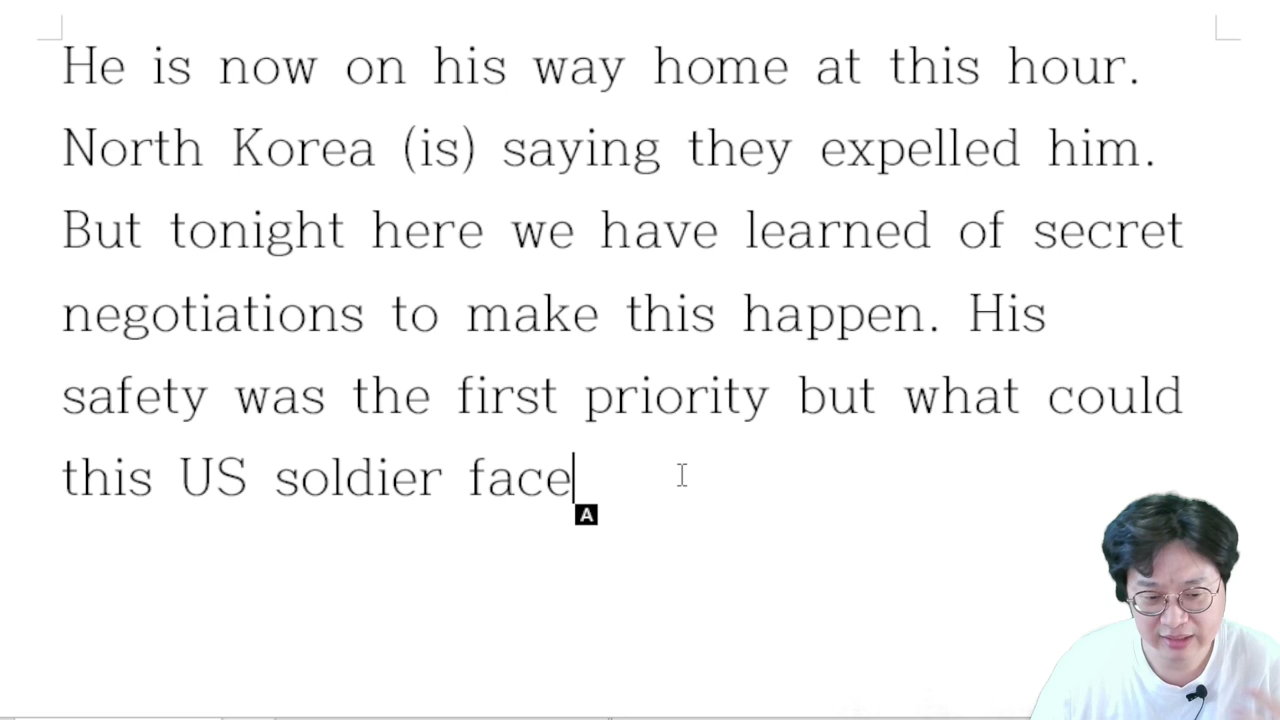 He is now on his way home at this hour.
North Korea (is) saying they expelled him.
But tonight here we have learned of secret
negotiations to make this happen. His
safety was the first priority but what could
this US soldier face
A